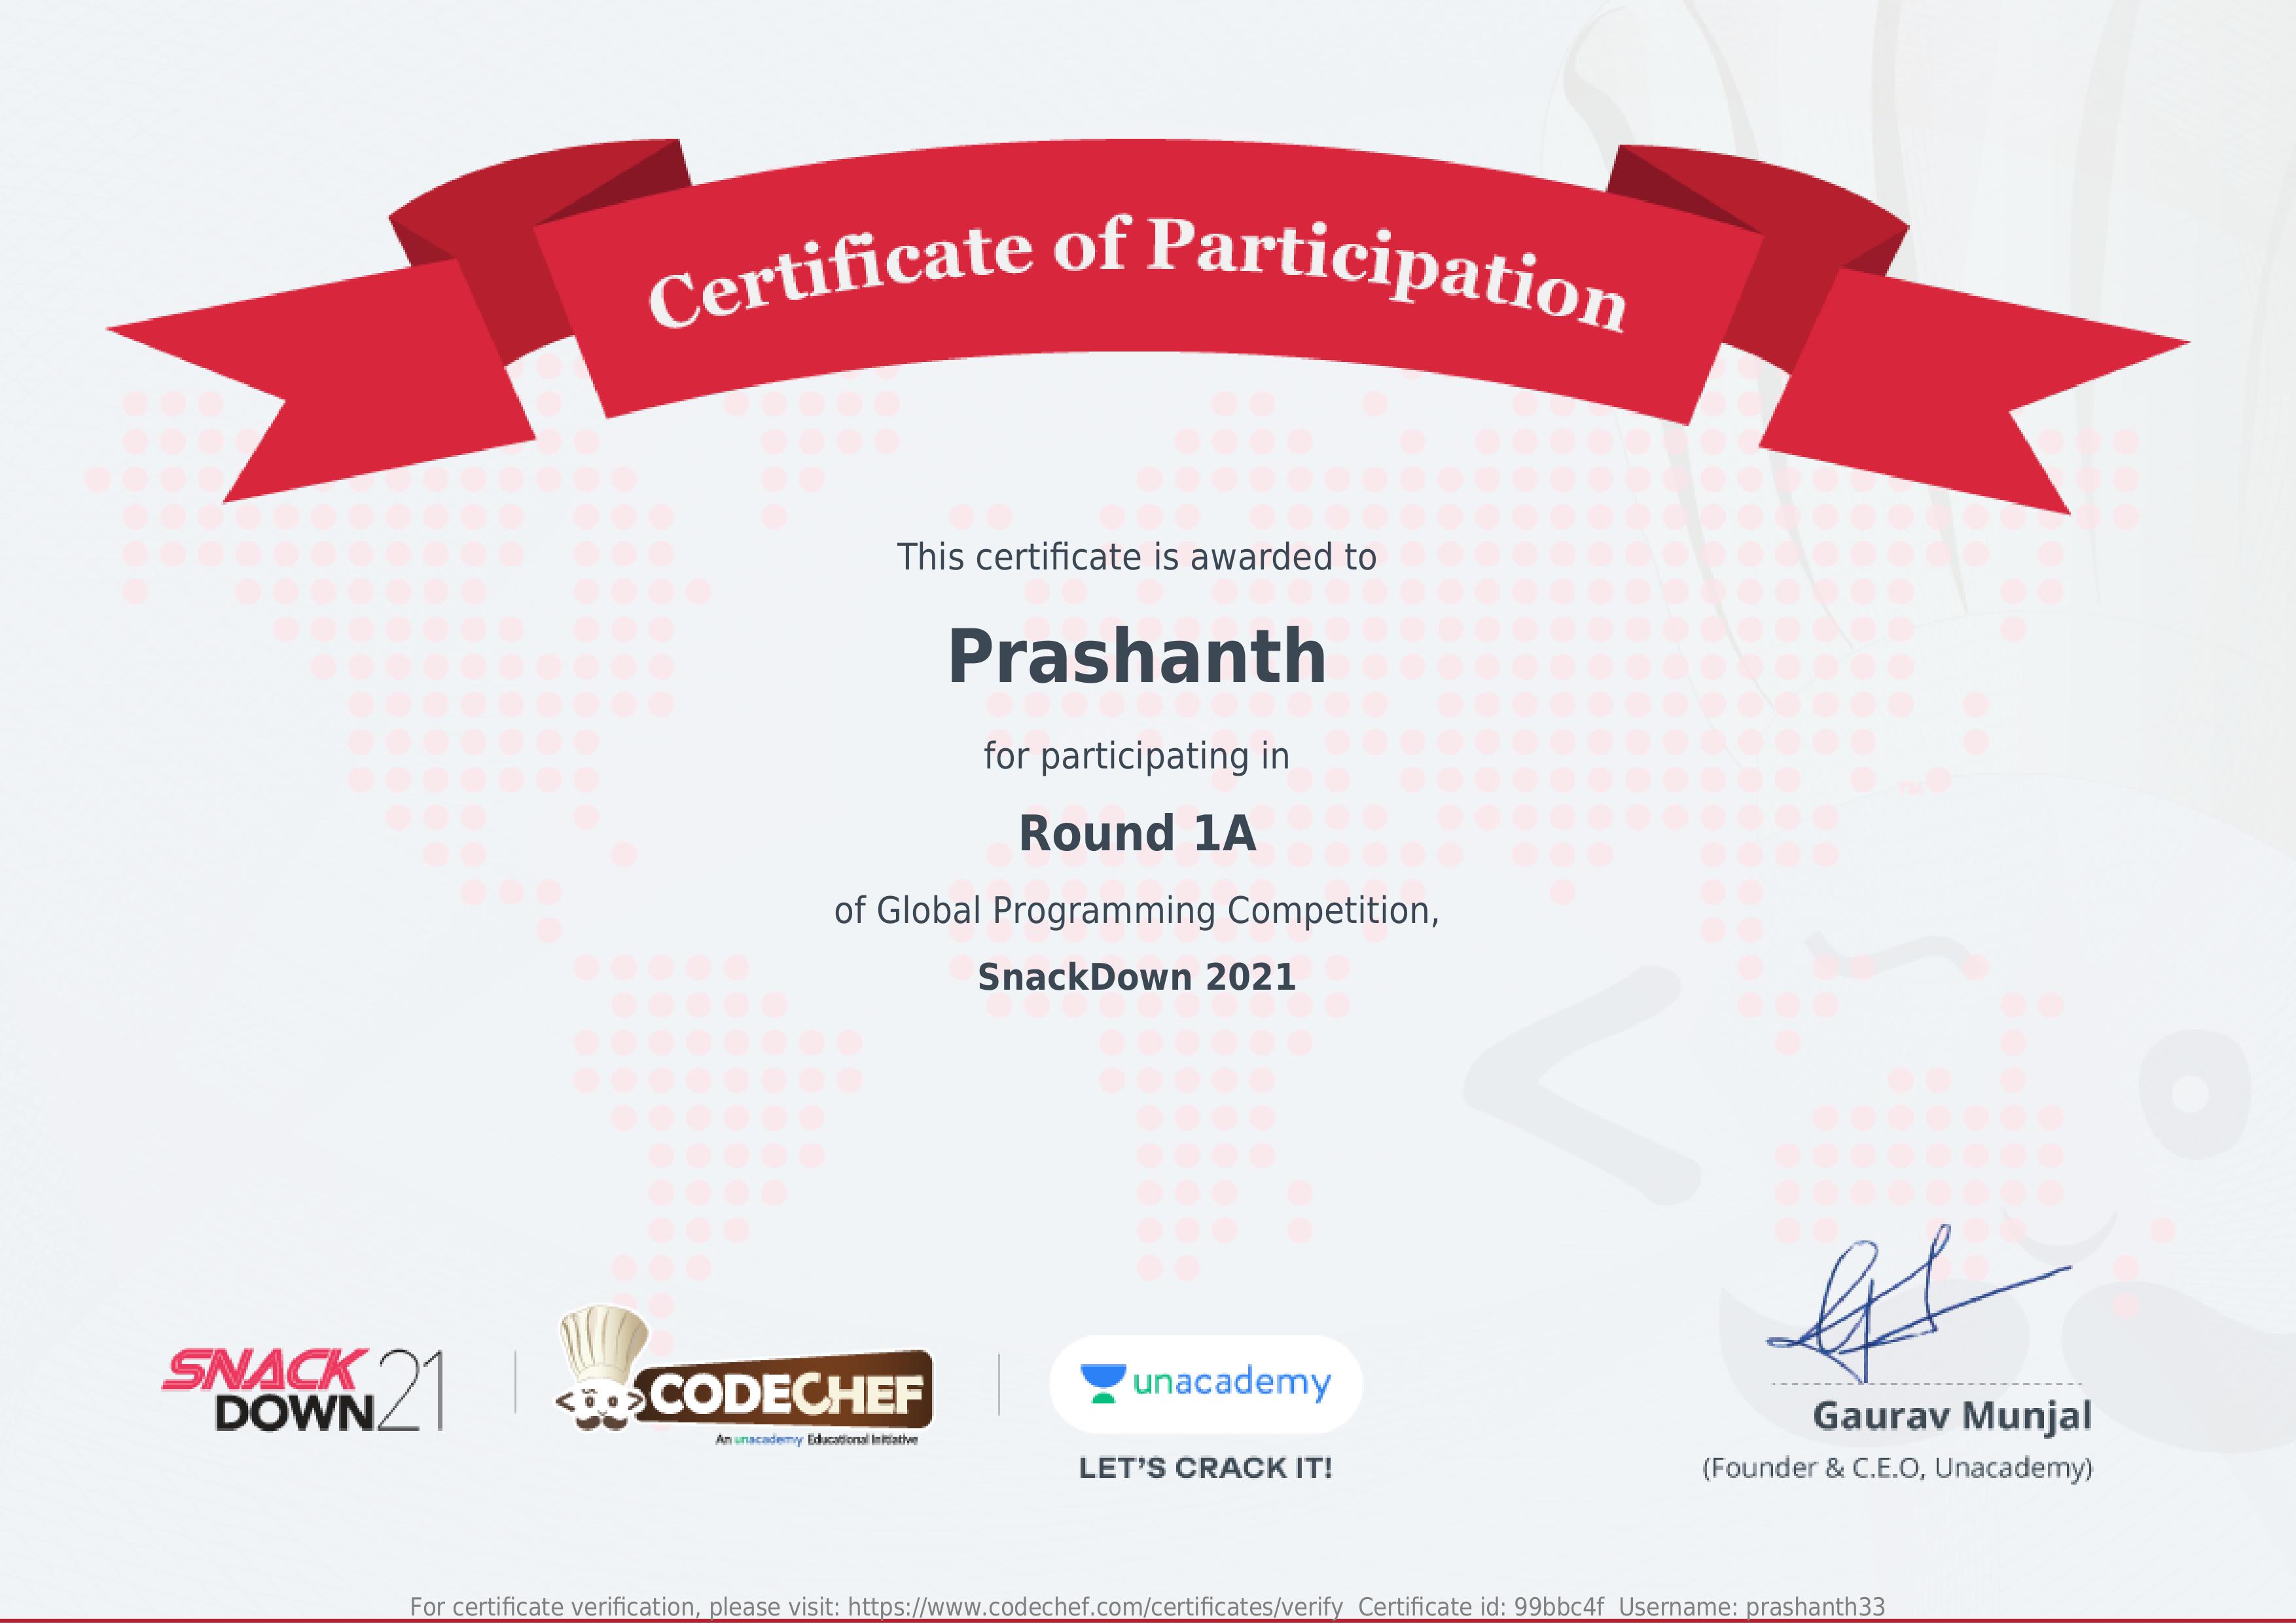 Certificate of Participation
This certificate is awarded to
Prashanth
for participating in
Round 1A
of Global Programming Competition,
SnackDown 2021
SNACK
DOWN 21
CODECHEF
An unacademy Educational Initiative
unacademy
LET'S CRACK IT!
Gaurav Munjal
(Founder & C.E.O, Unacademy)
For certificate verification, please visit: https://www.codechef.com/certificates/verify Certificate id: 99bbc4f Username: prashanth33